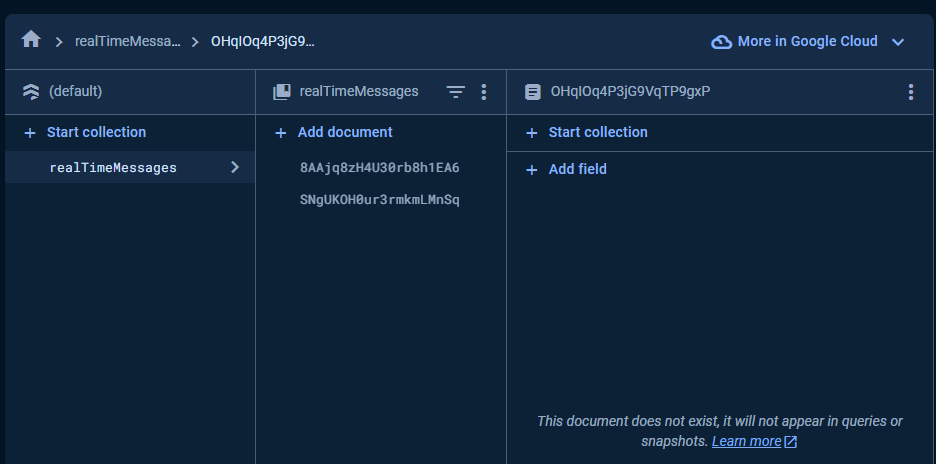 realTimeMessa... OHqIOq4P3jG9... More in Google Cloud
(default)
realTimeMessages
OHqIOq4P3jG9VqTP9gxP
+ Start collection
+ Add document
+ Start collection
realTimeMessages
8AAjq8zH4U30rb8h1EA6
+ Add field
SNgUKOH0ur3rmkmLMnSq
This document does not exist, it will not appear in queries or
snapshots. Learn more